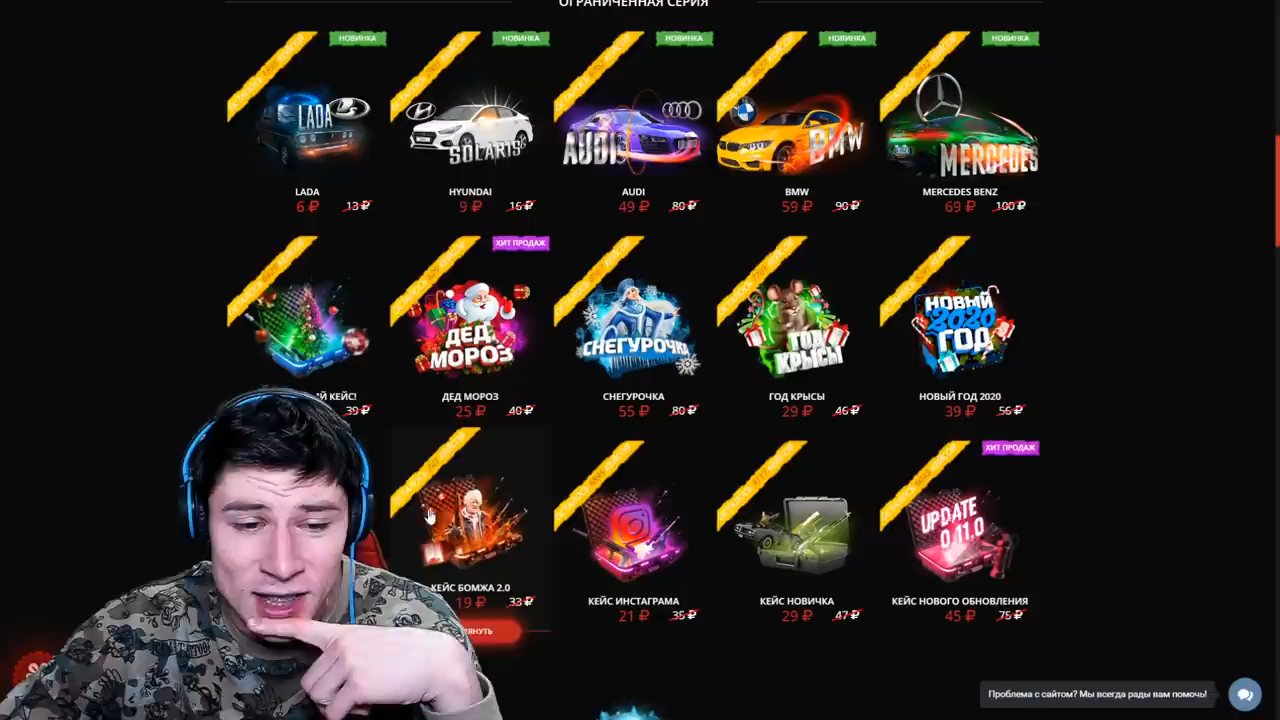 ОГРАНИЧЕННАЯ СЕРИЯ
НОВИНКА НОВИНКА НОВИНКА НОВИНКА НОВИНКА
LADA SOLARIS AUDI BMW MERCEDES
LADA HYUNDAI AUDI BMW MERCEDES BENZ
6 ₽ 13 ₽ 9 ₽ 16 ₽ 49 ₽ 80 ₽ 59 ₽ 90 ₽ 69 ₽ 100 ₽
ХИТ ПРОДАЖ
ДЕД МОРОЗ
СНЕГУРОЧКА
ГОД КРЫСЫ
НОВЫЙ 2020 ГОД
Й КЕЙС! ДЕД МОРОЗ СНЕГУРОЧКА ГОД КРЫСЫ НОВЫЙ ГОД 2020
39 ₽ 25 ₽ 40 ₽ 55 ₽ 80 ₽ 29 ₽ 46 ₽ 39 ₽ 56 ₽
ХИТ ПРОДАЖ
UPDATE
0.11.0
КЕЙС БОМЖА 2.0 КЕЙС ИНСТАГРАМА КЕЙС НОВИЧКА КЕЙС НОВОГО ОБНОВЛЕНИЯ
19 ₽ 33 ₽ 21 ₽ 35 ₽ 29 ₽ 47 ₽ 45 ₽ 75 ₽
ЯНУТЬ
Проблема с сайтом? Мы всегда рады вам помочь!